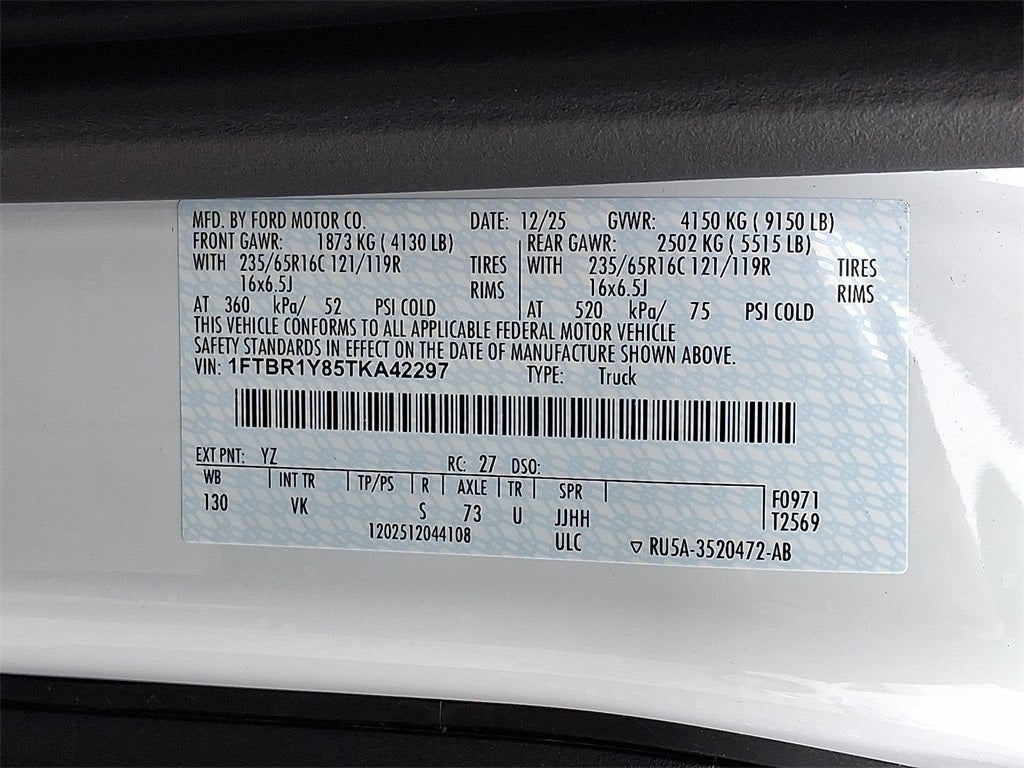 MFD. BY FORD MOTOR CO. DATE: 12/25 GVWR: 4150 KG ( 9150 LB)
FRONT GAWR: 1873 KG ( 4130 LB) REAR GAWR: 2502 KG ( 5515 LB)
WITH 235/65R16C 121/119R TIRES WITH 235/65R16C 121/119R TIRES
16x6.5J RIMS 16x6.5J RIMS
AT 360 kPa/ 52 PSI COLD AT 520 kPa/ 75 PSI COLD
THIS VEHICLE CONFORMS TO ALL APPLICABLE FEDERAL MOTOR VEHICLE
SAFETY STANDARDS IN EFFECT ON THE DATE OF MANUFACTURE SHOWN ABOVE.
VIN: 1FTBR1Y85TKA42297 TYPE: Truck
EXT PNT: YZ RC: 27 DSO:
WB INT TR TP/PS R AXLE TR SPR F0971
130 VK S 73 U JJHH T2569
1202512044108 ULC ▽ RU5A-3520472-AB